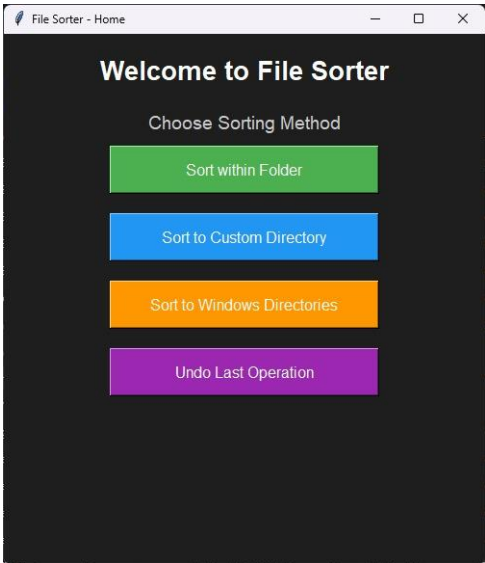 File Sorter - Home
Welcome to File Sorter
Choose Sorting Method
Sort within Folder
Sort to Custom Directory
Sort to Windows Directories
Undo Last Operation